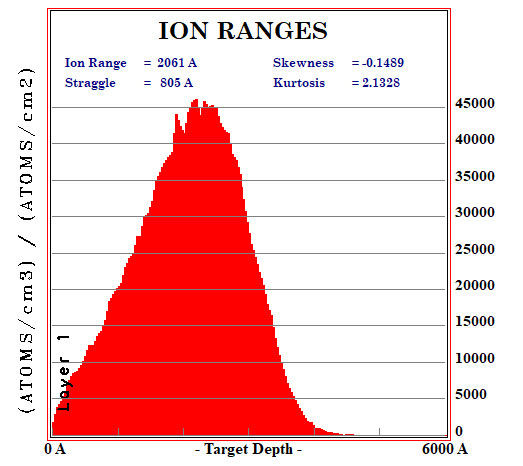 ION RANGES
Ion Range = 2061 A
Skewness = -0.1489
Straggle = 805 A
Kurtosis = 2.1328
(ATOMS/cm3) / (ATOMS/cm2)
45000
40000
35000
30000
25000
20000
15000
10000
5000
0
Layer 1
0 A
- Target Depth -
6000 A